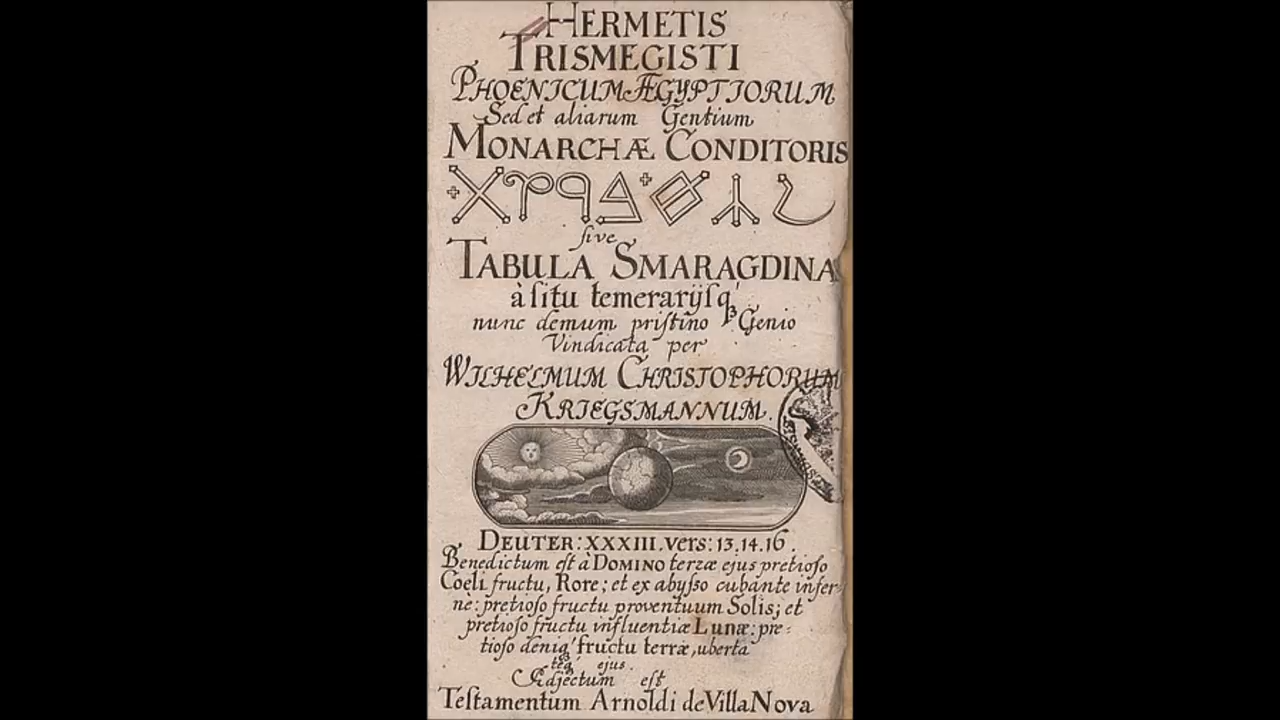 HERMETIS
TRISMEGISTI
PHOENICUM ÆGYPTIORUM
Sed et aliarum Gentium
MONARCHÆ CONDITORIS
sive
TABULA SMARAGDINA
à situ temerarijsq́ꝫ
nunc demum pristino Genio
Vindicata per
WILHELMUM CHRISTOPHORUM
KRIEGSMANNUM.
DEUTER: XXXIII. vers: 13. 14. 16.
Benedictum est à DOMINO terræ ejus pretioso
Coeli fructu, Rore; et ex abysso cubante infer-
nè: pretioso fructu proventuum Solis; et
pretioso fructu influentiæ Lunæ: pre:
tioso deniq́ fructu terræ, uberta
teq́ ejus.
Adjectum est
Testamentum Arnoldi de Villa Nova